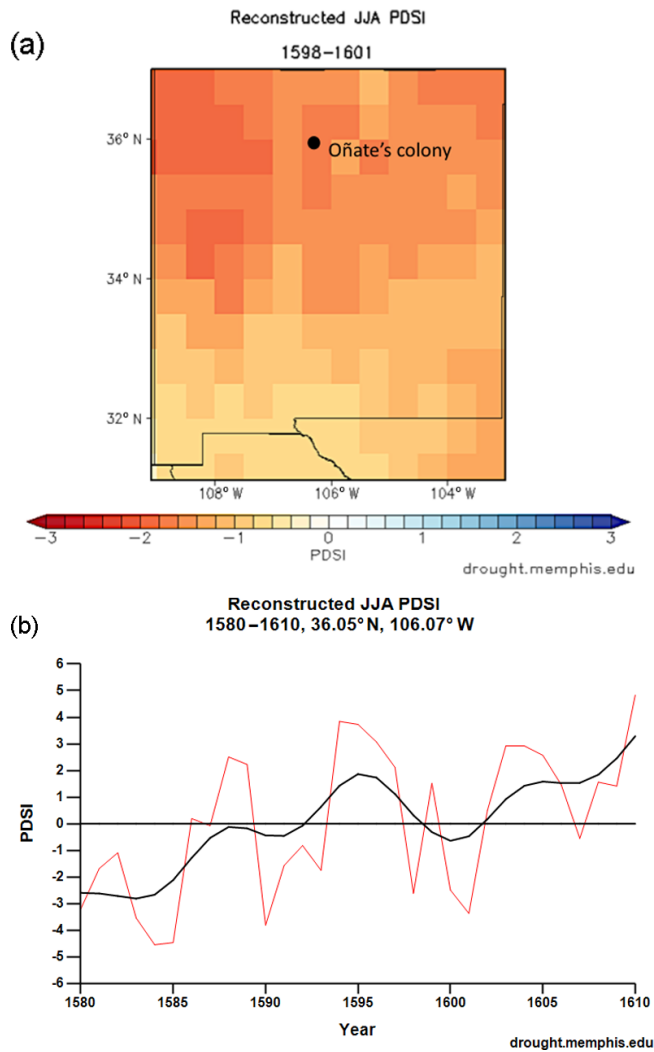 Reconstructed JJA PDSI
(a)
1598–1601
36° N
Oñate's colony
34° N
32° N
108° W 106° W 104° W
−3 −2 −1 0 1 2 3
PDSI
drought.memphis.edu
Reconstructed JJA PDSI
(b)
1580–1610, 36.05° N, 106.07° W
6
5
4
3
2
1
0
-1
-2
-3
-4
-5
-6
PDSI
1580 1585 1590 1595 1600 1605 1610
Year
drought.memphis.edu